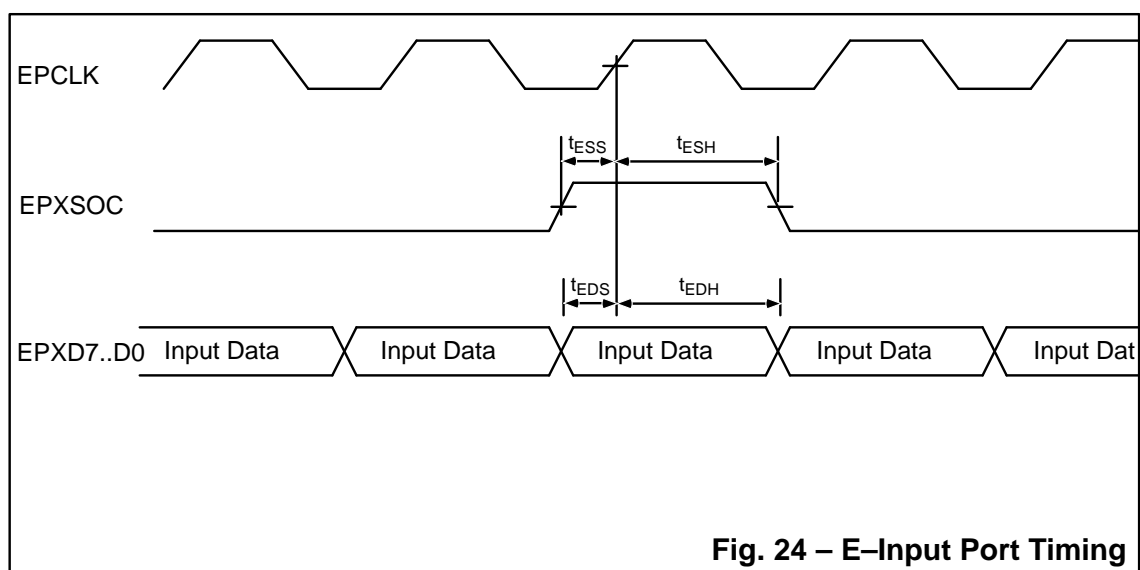 EPCLK
tESS tESH
EPXSOC
tEDS tEDH
EPXD7..D0 Input Data Input Data Input Data Input Data Input Dat
Fig. 24 – E–Input Port Timing